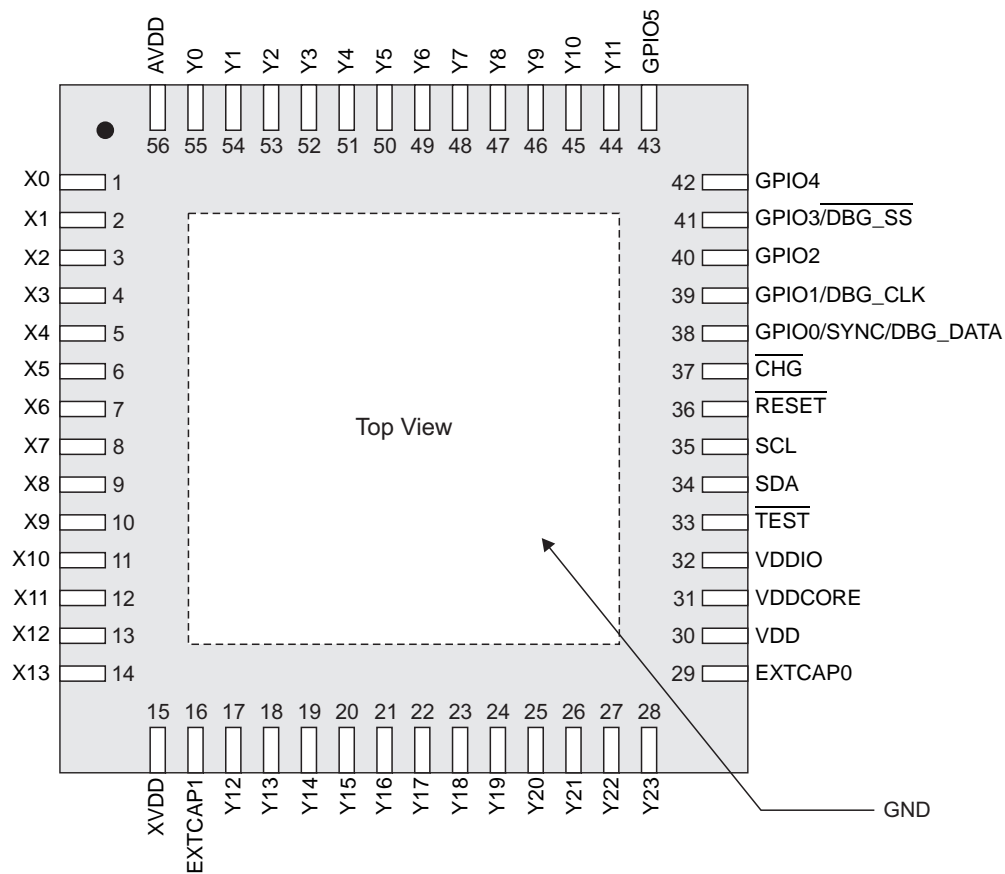 AVDD Y0 Y1 Y2 Y3 Y4 Y5 Y6 Y7 Y8 Y9 Y10 Y11 GPIO5
56 55 54 53 52 51 50 49 48 47 46 45 44 43
X0 1
X1 2
X2 3
X3 4
X4 5
X5 6
X6 7
X7 8
X8 9
X9 10
X10 11
X11 12
X12 13
X13 14
Top View
42 GPIO4
41 GPIO3/DBG_SS
40 GPIO2
39 GPIO1/DBG_CLK
38 GPIO0/SYNC/DBG_DATA
37 CHG
36 RESET
35 SCL
34 SDA
33 TEST
32 VDDIO
31 VDDCORE
30 VDD
29 EXTCAP0
15 16 17 18 19 20 21 22 23 24 25 26 27 28
XVDD EXTCAP1 Y12 Y13 Y14 Y15 Y16 Y17 Y18 Y19 Y20 Y21 Y22 Y23
GND